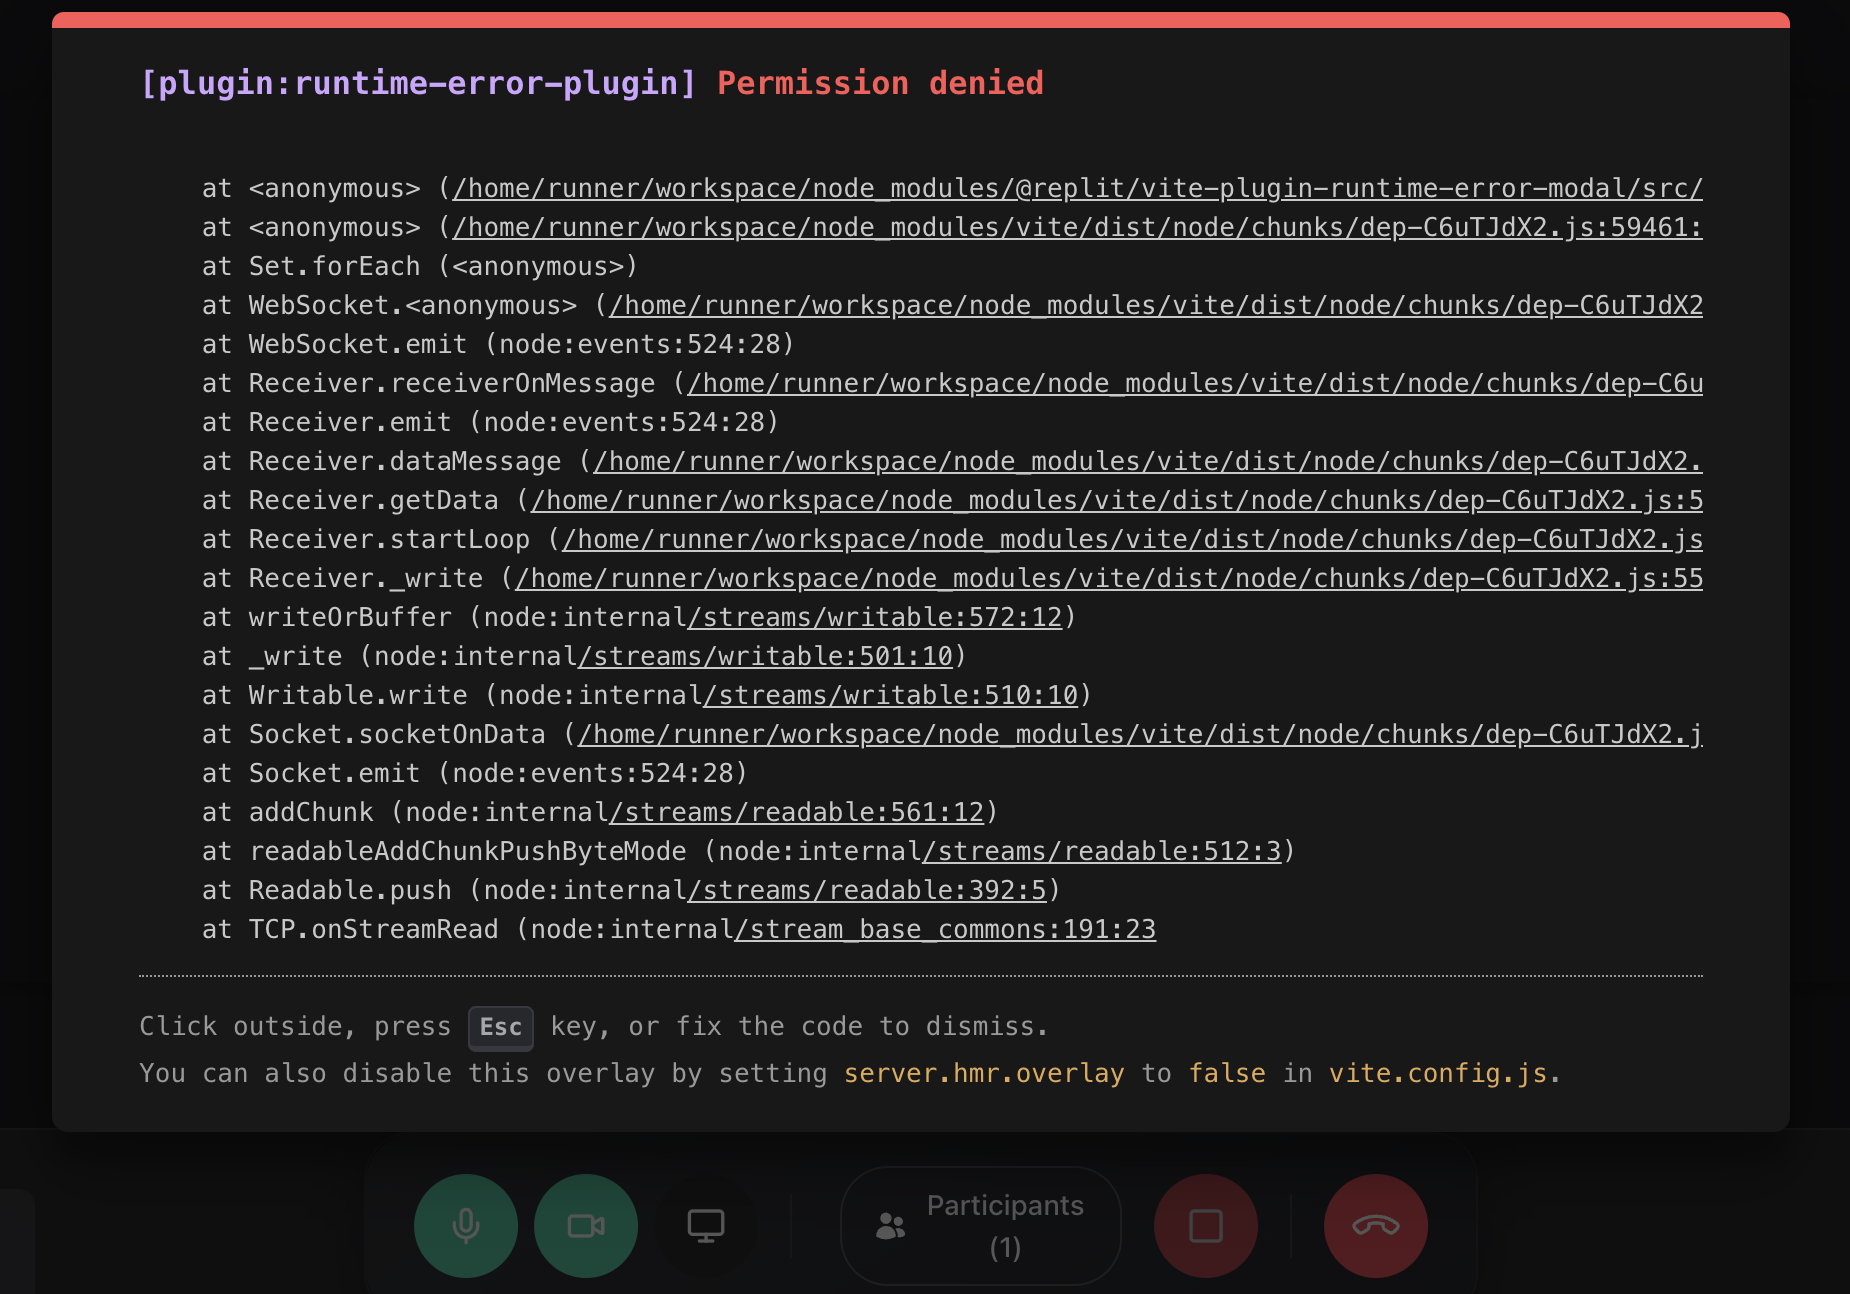 [plugin:runtime-error-plugin] Permission denied
at <anonymous> (/home/runner/workspace/node_modules/@replit/vite-plugin-runtime-error-modal/src/
at <anonymous> (/home/runner/workspace/node_modules/vite/dist/node/chunks/dep-C6uTJdX2.js:59461:
at Set.forEach (<anonymous>)
at WebSocket.<anonymous> (/home/runner/workspace/node_modules/vite/dist/node/chunks/dep-C6uTJdX2
at WebSocket.emit (node:events:524:28)
at Receiver.receiverOnMessage (/home/runner/workspace/node_modules/vite/dist/node/chunks/dep-C6u
at Receiver.emit (node:events:524:28)
at Receiver.dataMessage (/home/runner/workspace/node_modules/vite/dist/node/chunks/dep-C6uTJdX2.
at Receiver.getData (/home/runner/workspace/node_modules/vite/dist/node/chunks/dep-C6uTJdX2.js:5
at Receiver.startLoop (/home/runner/workspace/node_modules/vite/dist/node/chunks/dep-C6uTJdX2.js
at Receiver._write (/home/runner/workspace/node_modules/vite/dist/node/chunks/dep-C6uTJdX2.js:55
at writeOrBuffer (node:internal/streams/writable:572:12)
at _write (node:internal/streams/writable:501:10)
at Writable.write (node:internal/streams/writable:510:10)
at Socket.socketOnData (/home/runner/workspace/node_modules/vite/dist/node/chunks/dep-C6uTJdX2.j
at Socket.emit (node:events:524:28)
at addChunk (node:internal/streams/readable:561:12)
at readableAddChunkPushByteMode (node:internal/streams/readable:512:3)
at Readable.push (node:internal/streams/readable:392:5)
at TCP.onStreamRead (node:internal/stream_base_commons:191:23
Click outside, press Esc key, or fix the code to dismiss.
You can also disable this overlay by setting server.hmr.overlay to false in vite.config.js.
Participants
(1)